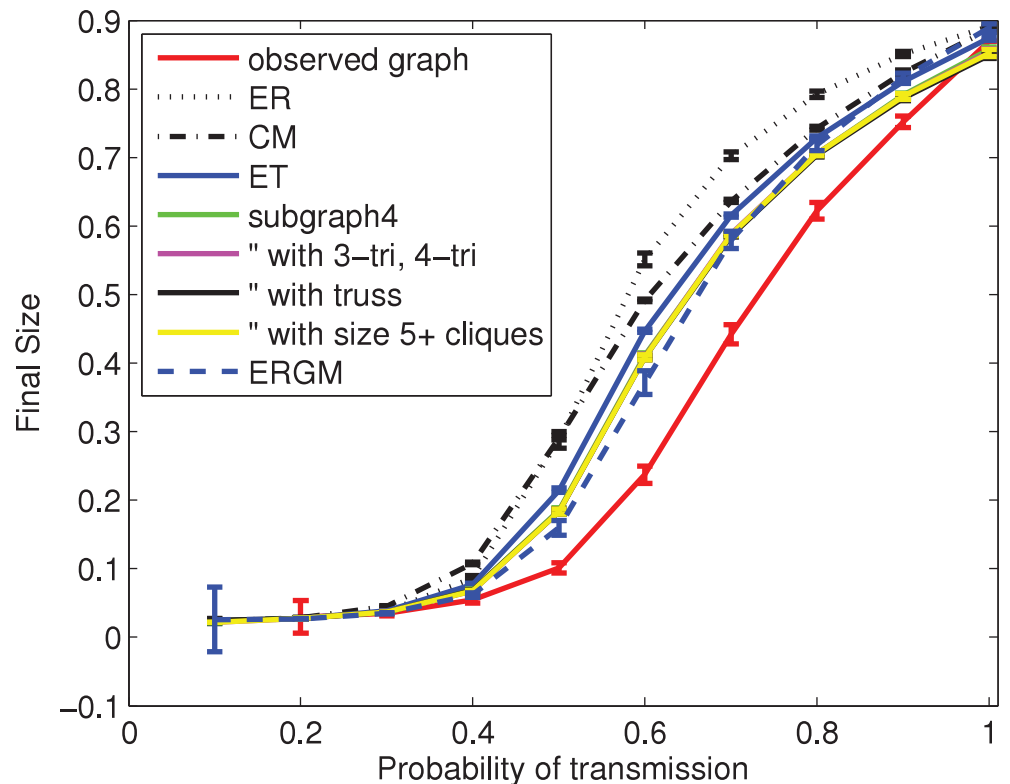 0.9
0.8
0.7
0.6
0.5
0.4
0.3
0.2
0.1
0
−0.1
Final Size
observed graph
ER
CM
ET
subgraph4
" with 3−tri, 4−tri
" with truss
" with size 5+ cliques
ERGM
0 0.2 0.4 0.6 0.8 1
Probability of transmission